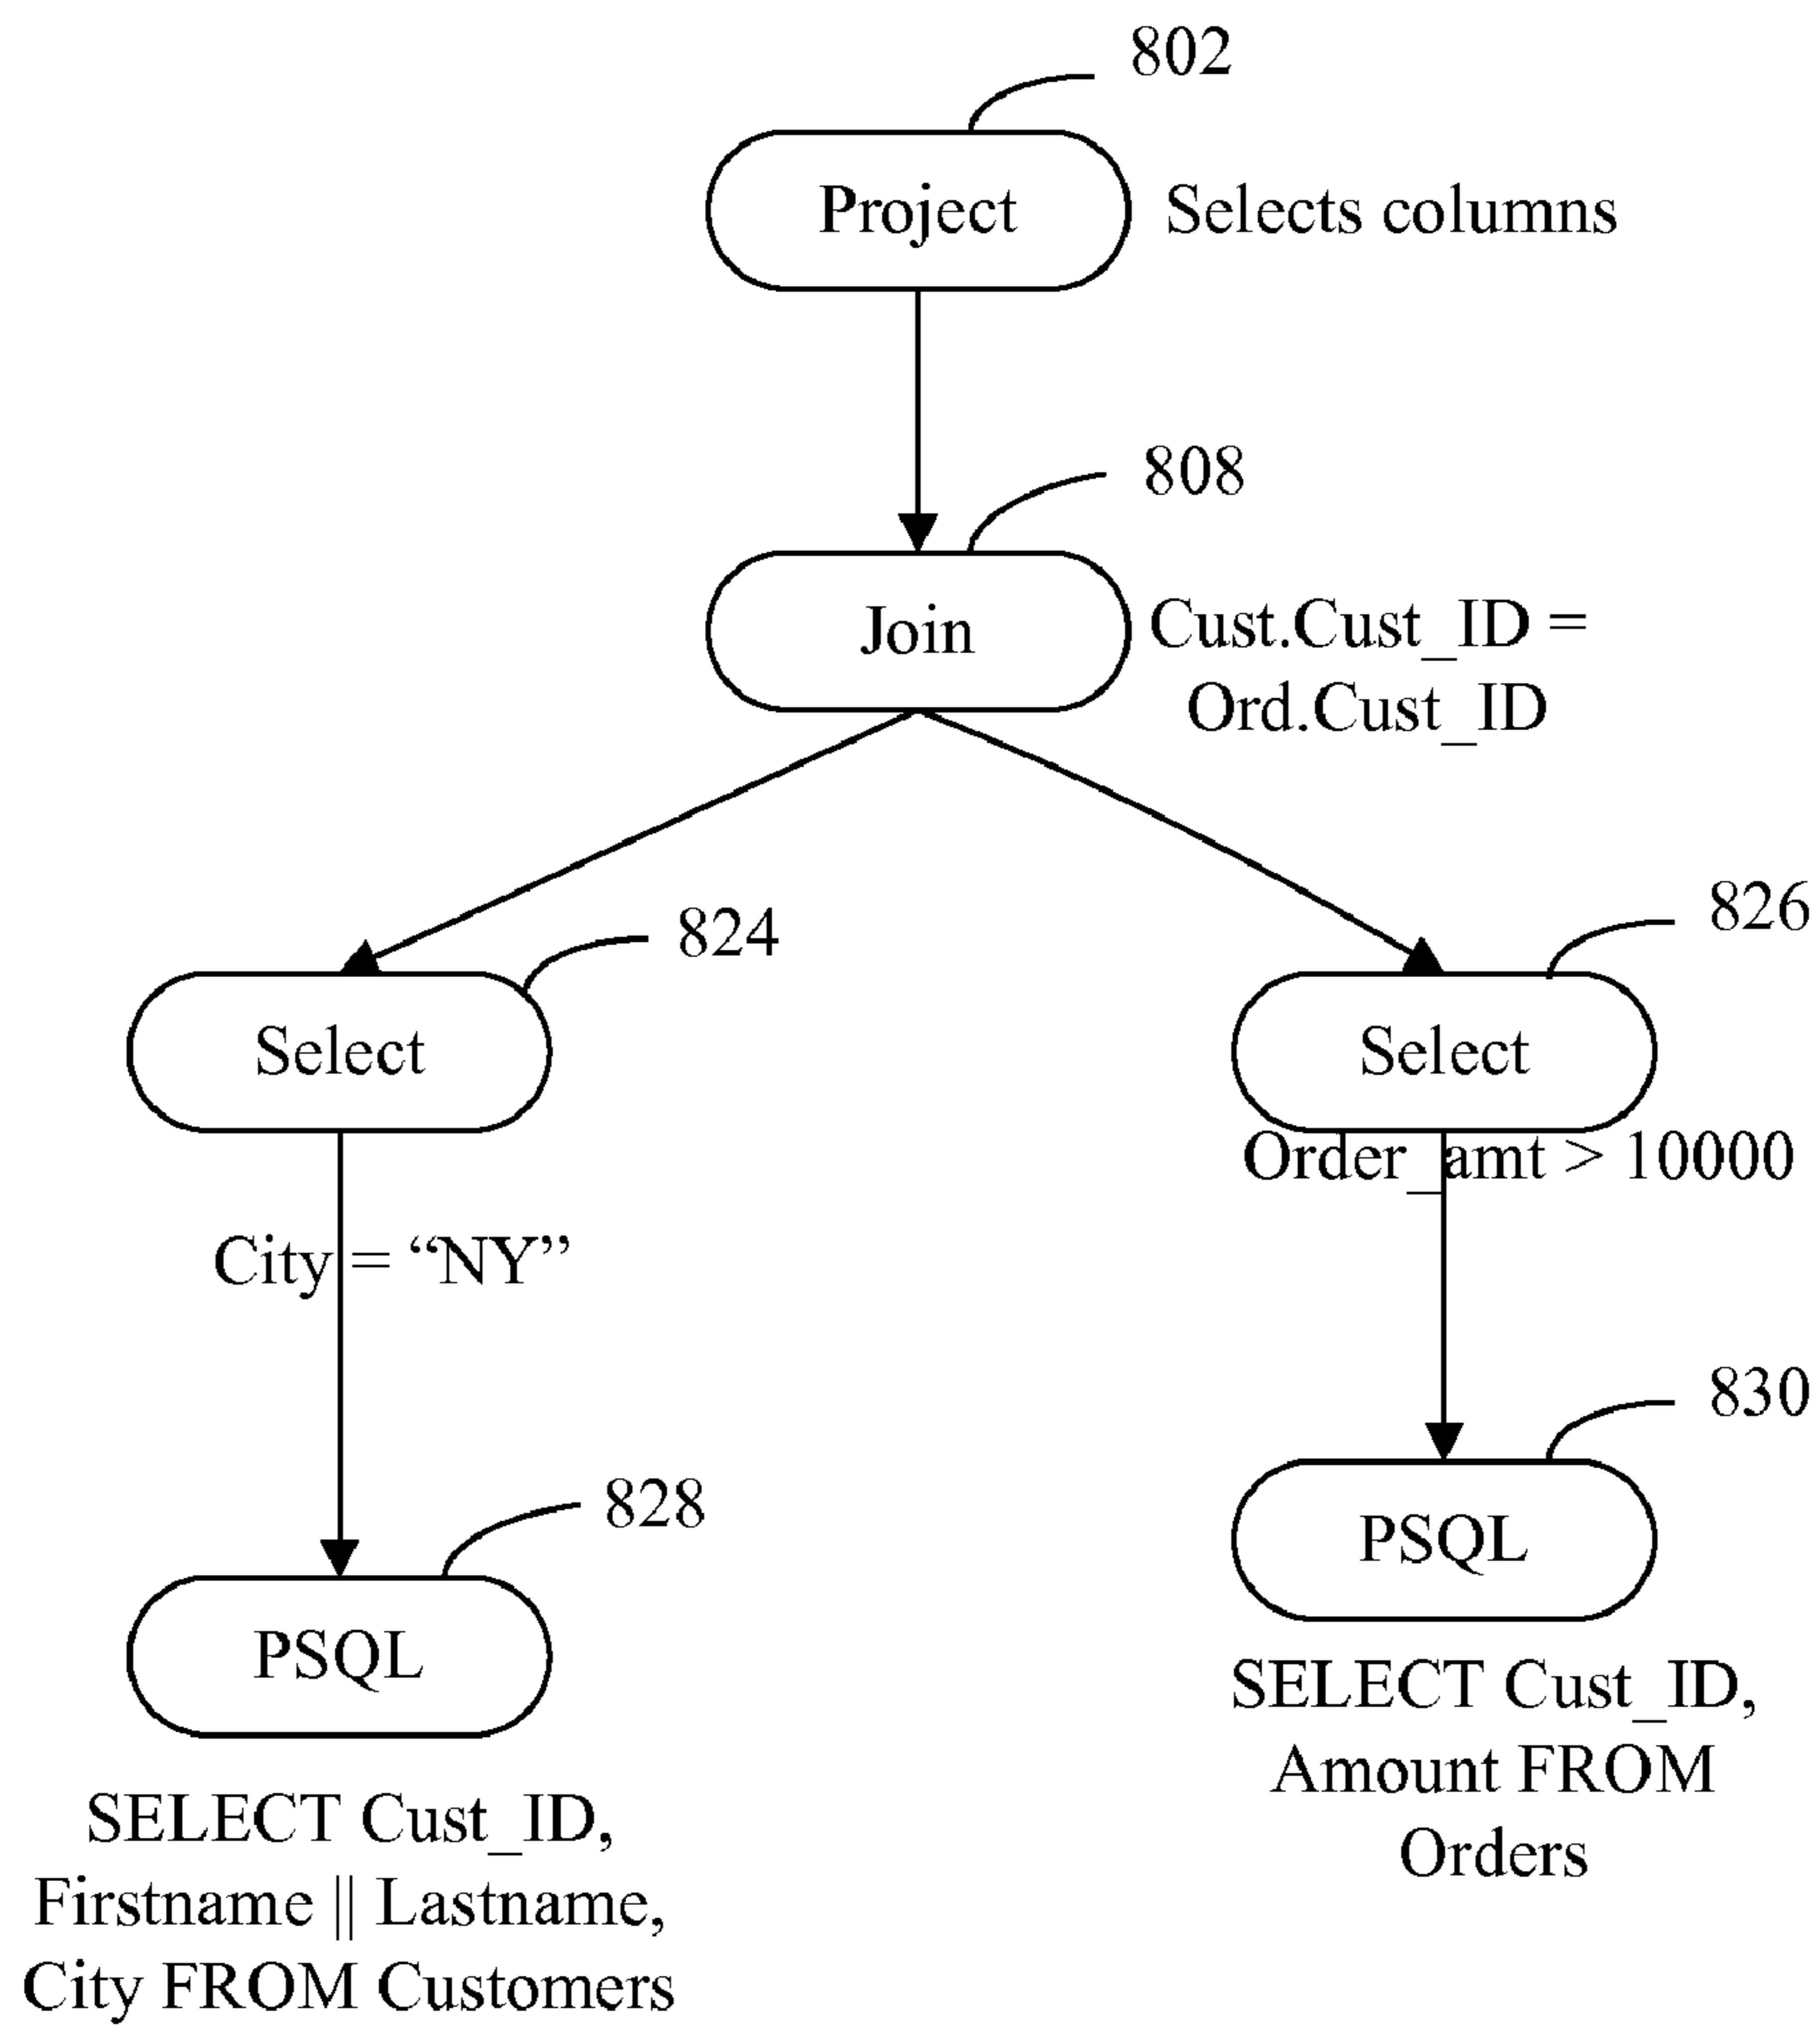 802
Project
Selects columns
808
Join
Cust.Cust_ID =
Ord.Cust_ID
824
826
Select
Select
Order_amt > 10000
City = “NY”
830
828
PSQL
PSQL
SELECT Cust_ID,
Amount FROM
Orders
SELECT Cust_ID,
Firstname || Lastname,
City FROM Customers